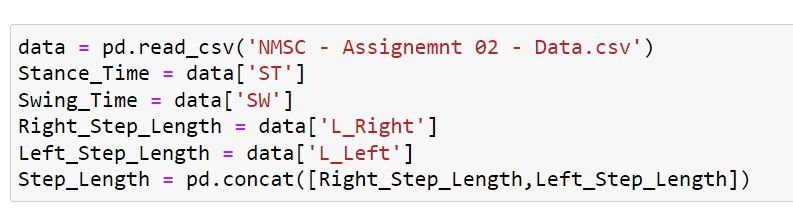 data = pd.read_csv('NMSC - Assignemnt 02 - Data.csv')
Stance_Time = data['ST']
Swing_Time = data['SW']
Right_Step_Length = data['L_Right']
Left_Step_Length = data['L_Left']
Step_Length = pd.concat([Right_Step_Length,Left_Step_Length])